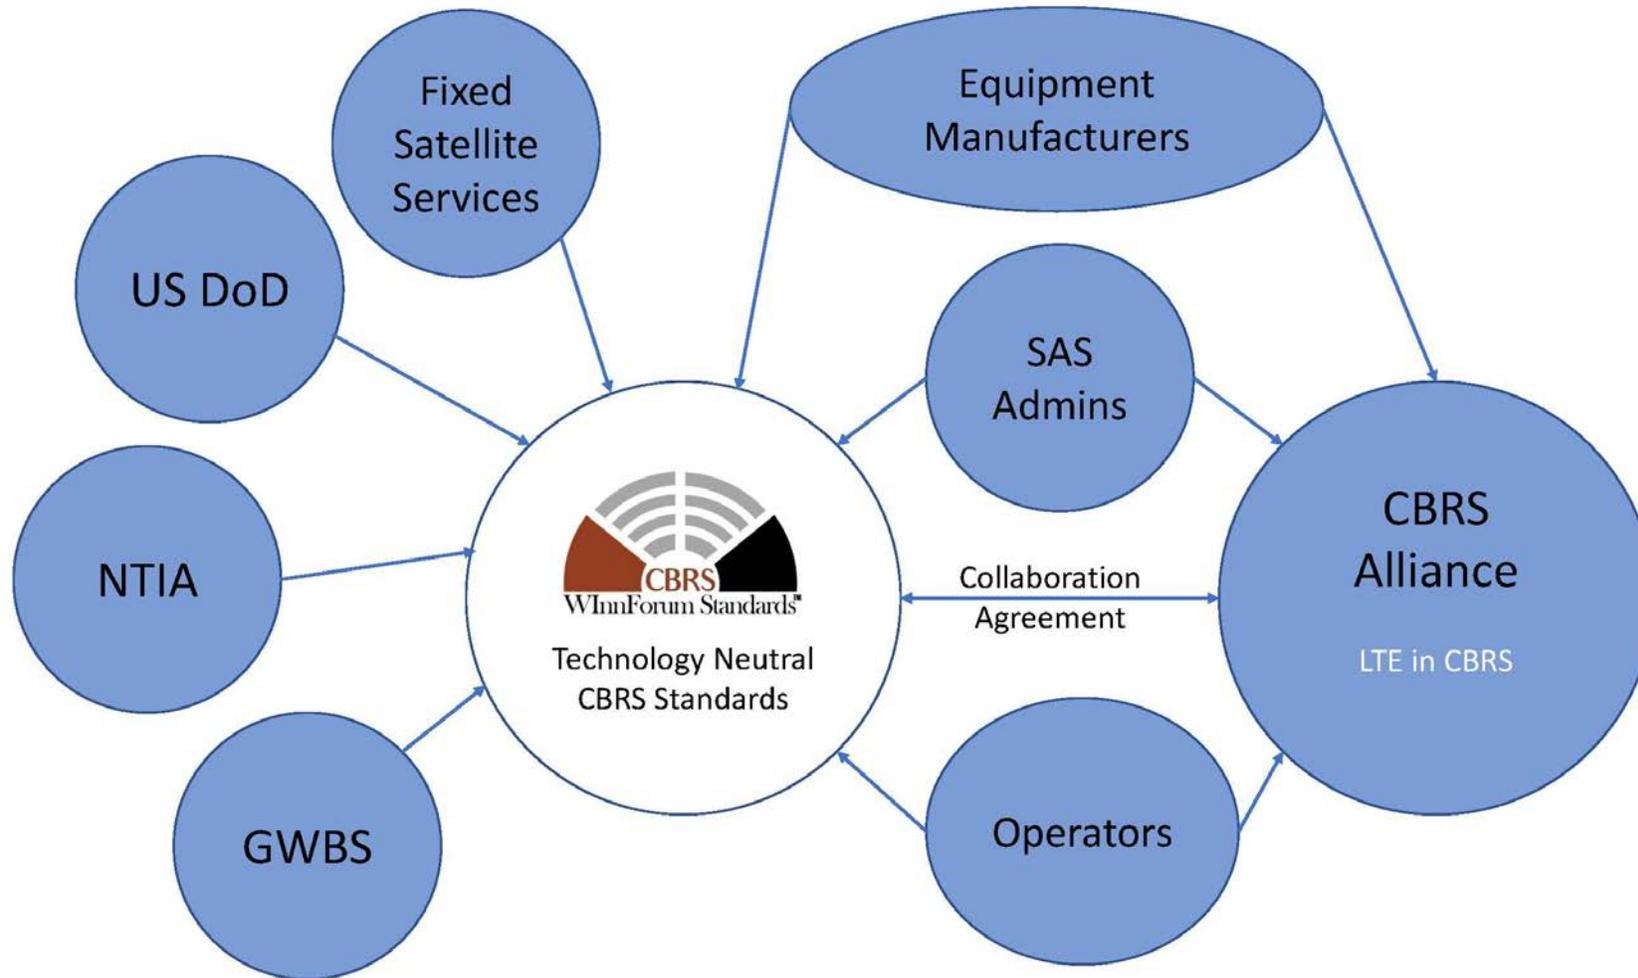 Fixed
Satellite
Services
Equipment
Manufacturers
US DoD
SAS
Admins
NTIA
CBRS
WInnForum Standards™
Technology Neutral
CBRS Standards
Collaboration
Agreement
CBRS
Alliance
LTE in CBRS
GWBS
Operators